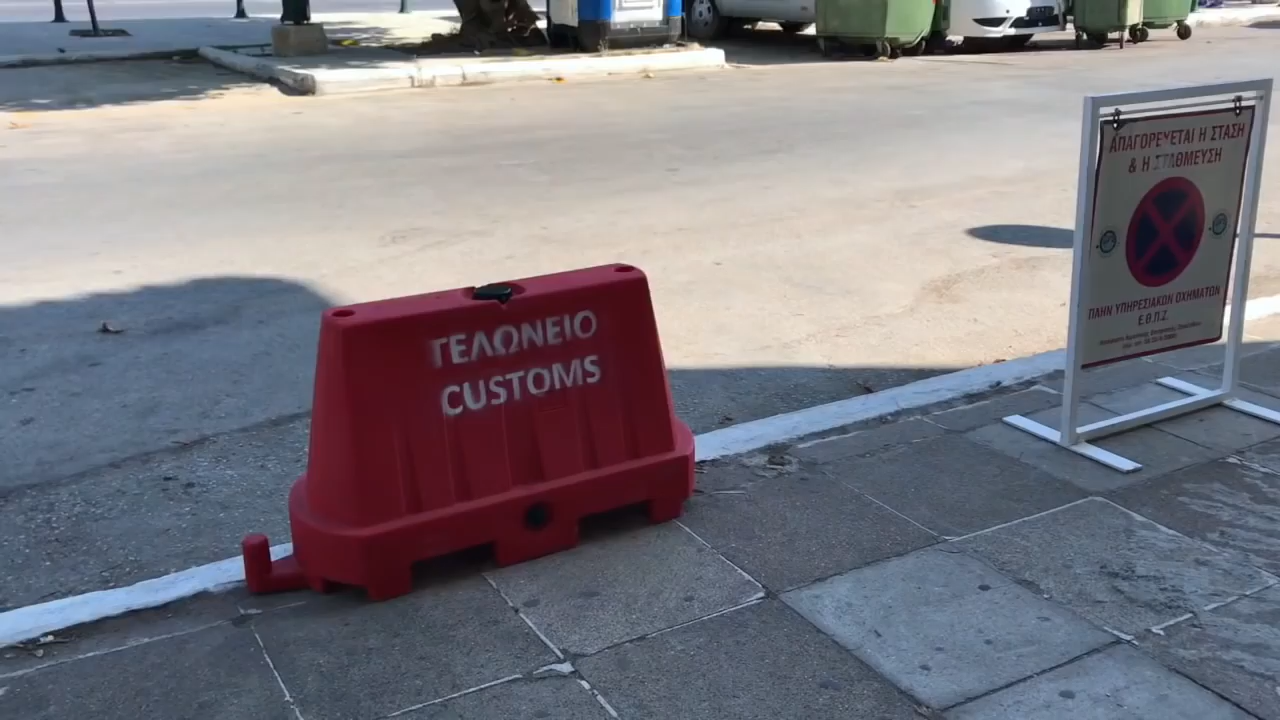 ΤΕΛΩΝΕΙΟ
CUSTOMS
ΑΠΑΓΟΡΕΥΕΤΑΙ Η ΣΤΑΣΗ
& Η ΣΤΑΘΜΕΥΣΗ
ΠΛΗΝ ΥΠΗΡΕΣΙΑΚΩΝ ΟΧΗΜΑΤΩΝ
Ε.Θ.Π.Ζ.